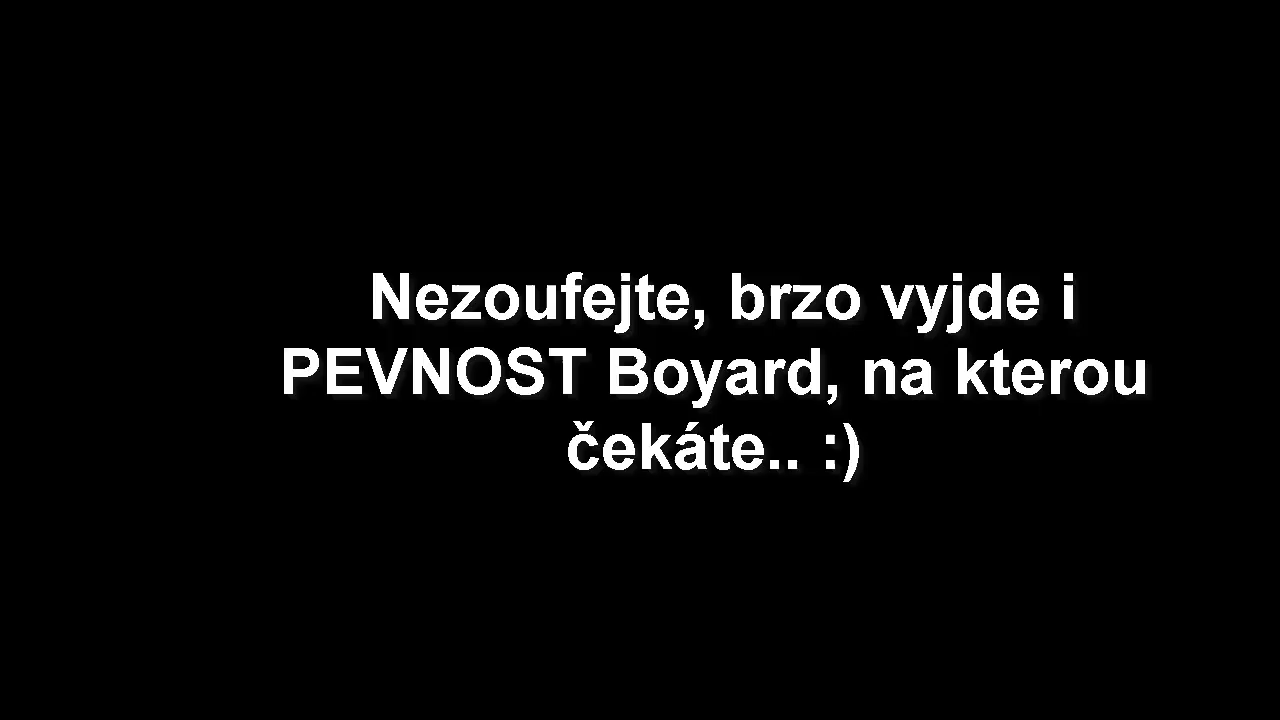 Nezoufejte, brzo vyjde i
PEVNOST Boyard, na kterou
čekáte.. :)